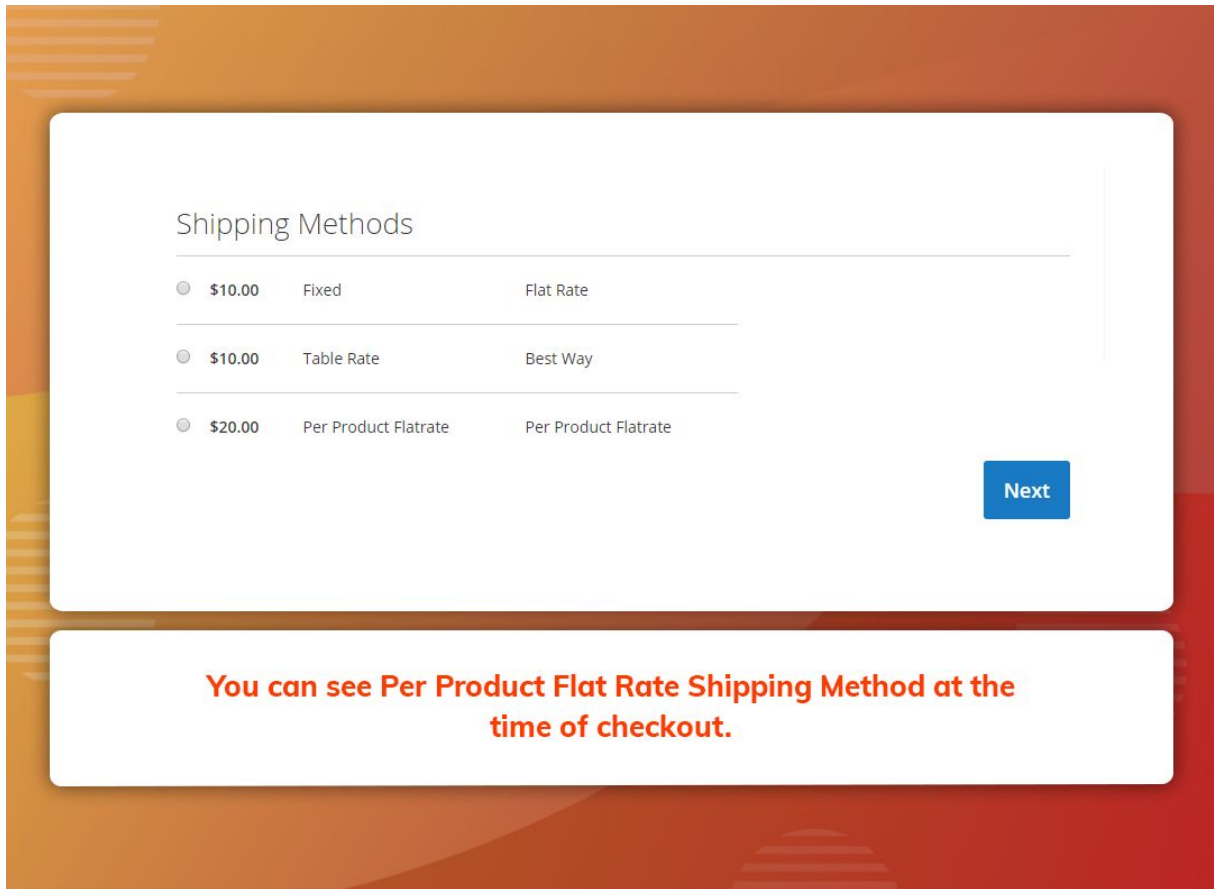 Shipping Methods
$10.00 Fixed Flat Rate
$10.00 Table Rate Best Way
$20.00 Per Product Flatrate Per Product Flatrate
Next
You can see Per Product Flat Rate Shipping Method at the
time of checkout.